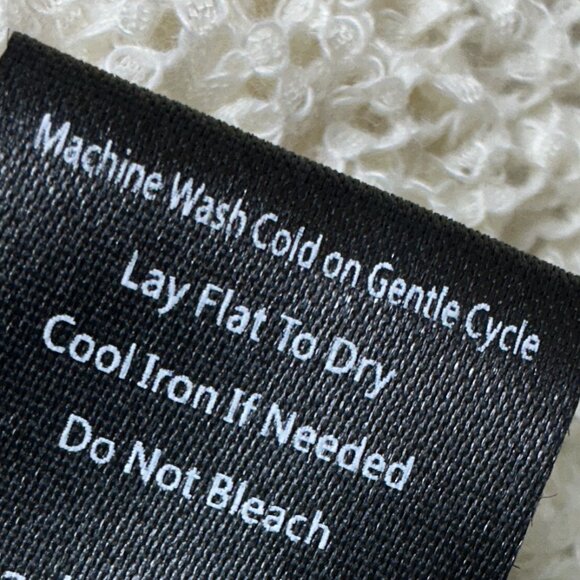 Machine Wash Cold on Gentle Cycle
Lay Flat To Dry
Cool Iron If Needed
Do Not Bleach